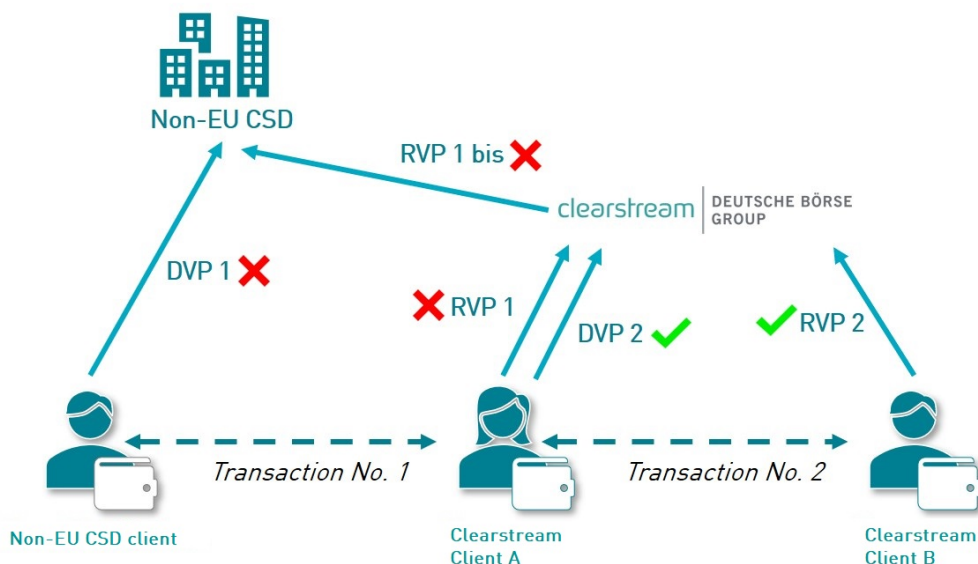 Non-EU CSD
RVP 1 bis
clearstream
DEUTSCHE BÖRSE
GROUP
DVP 1
RVP 1
DVP 2
RVP 2
Transaction No. 1
Transaction No. 2
Non-EU CSD client
Clearstream
Client A
Clearstream
Client B